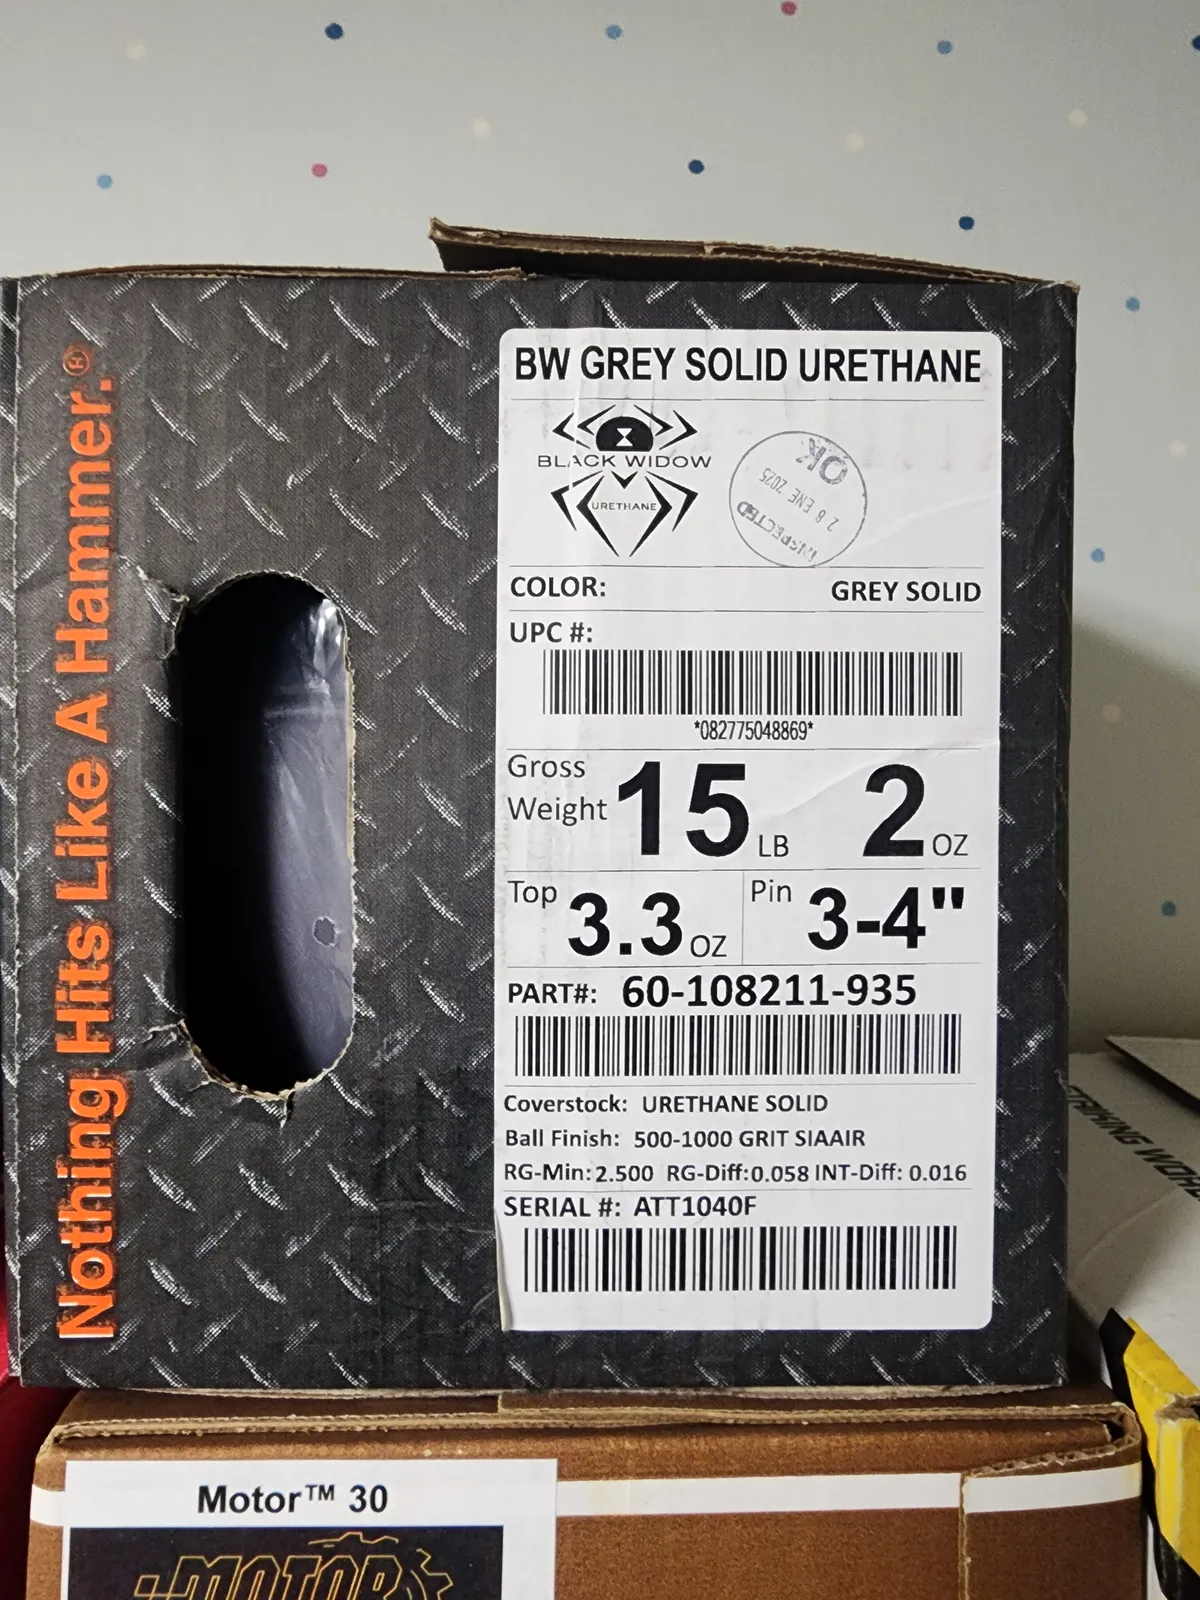 Nothing Hits Like A Hammer.®
BW GREY SOLID URETHANE
BLACK WIDOW
URETHANE
OK
28 ENE 2025
INSPECTED
COLOR: GREY SOLID
UPC #:
*082775048869*
Gross Weight 15 LB 2 OZ
Top 3.3 OZ Pin 3-4"
PART#: 60-108211-935
Coverstock: URETHANE SOLID
Ball Finish: 500-1000 GRIT SIAAIR
RG-Min: 2.500 RG-Diff: 0.058 INT-Diff: 0.016
SERIAL #: ATT1040F
Motor™ 30
MOTOR